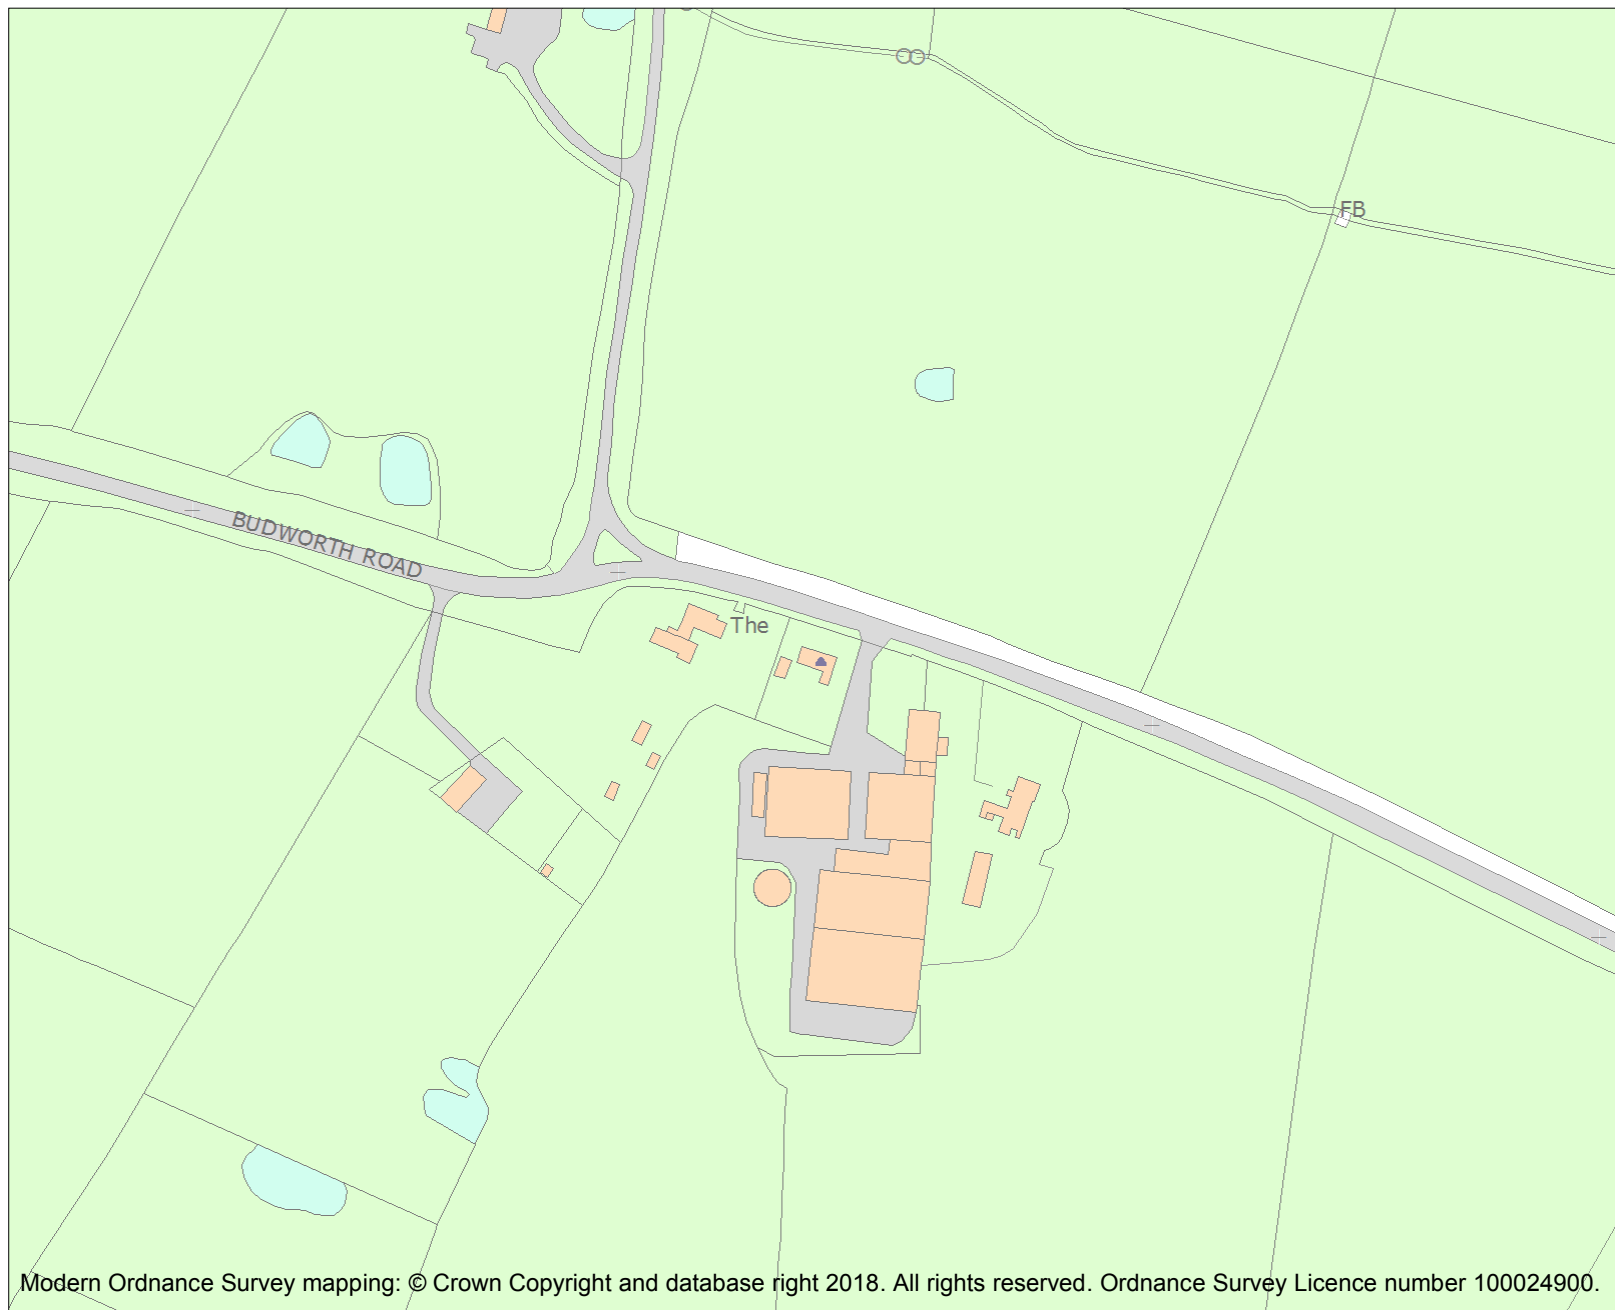 FB
BUDWORTH ROAD
The
Modern Ordnance Survey mapping: © Crown Copyright and database right 2018. All rights reserved. Ordnance Survey Licence number 100024900.